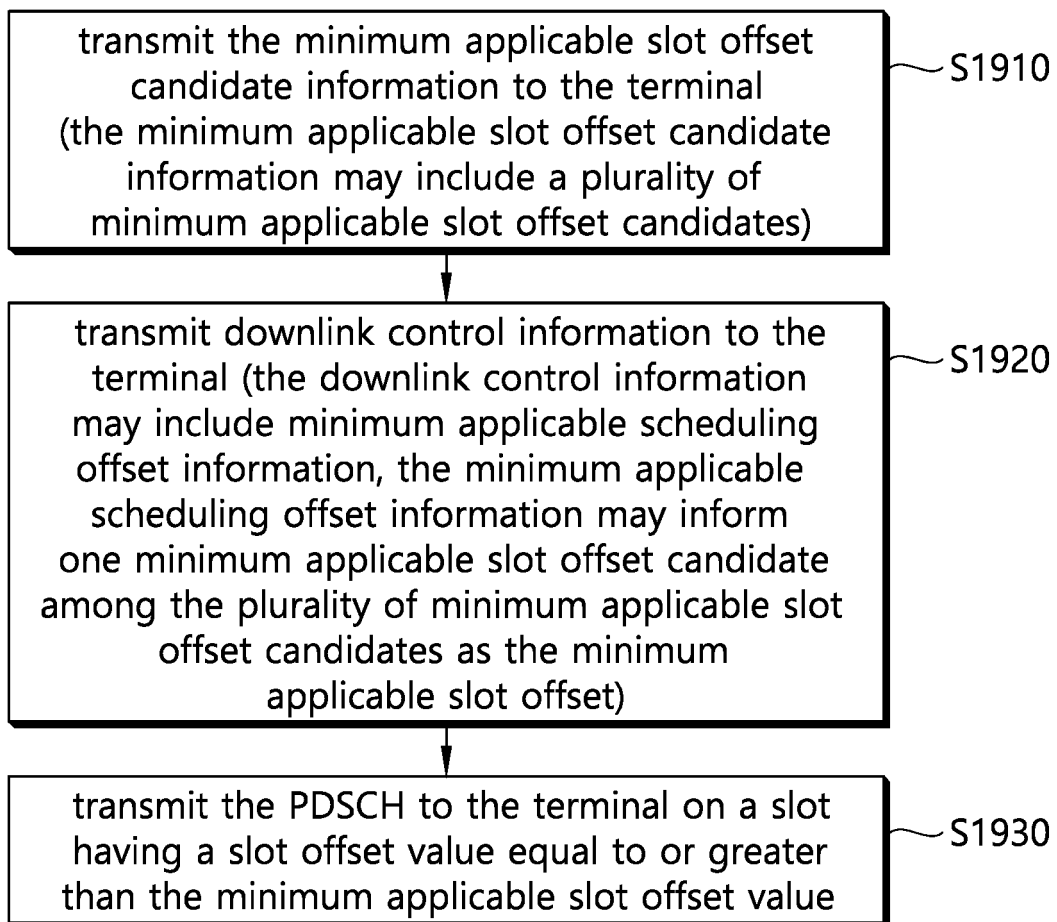 transmit the minimum applicable slot offset
candidate information to the terminal
(the minimum applicable slot offset candidate
information may include a plurality of
minimum applicable slot offset candidates)
S1910
transmit downlink control information to the
terminal (the downlink control information
may include minimum applicable scheduling
offset information, the minimum applicable
scheduling offset information may inform
one minimum applicable slot offset candidate
among the plurality of minimum applicable slot
offset candidates as the minimum
applicable slot offset)
S1920
transmit the PDSCH to the terminal on a slot
having a slot offset value equal to or greater
than the minimum applicable slot offset value
S1930